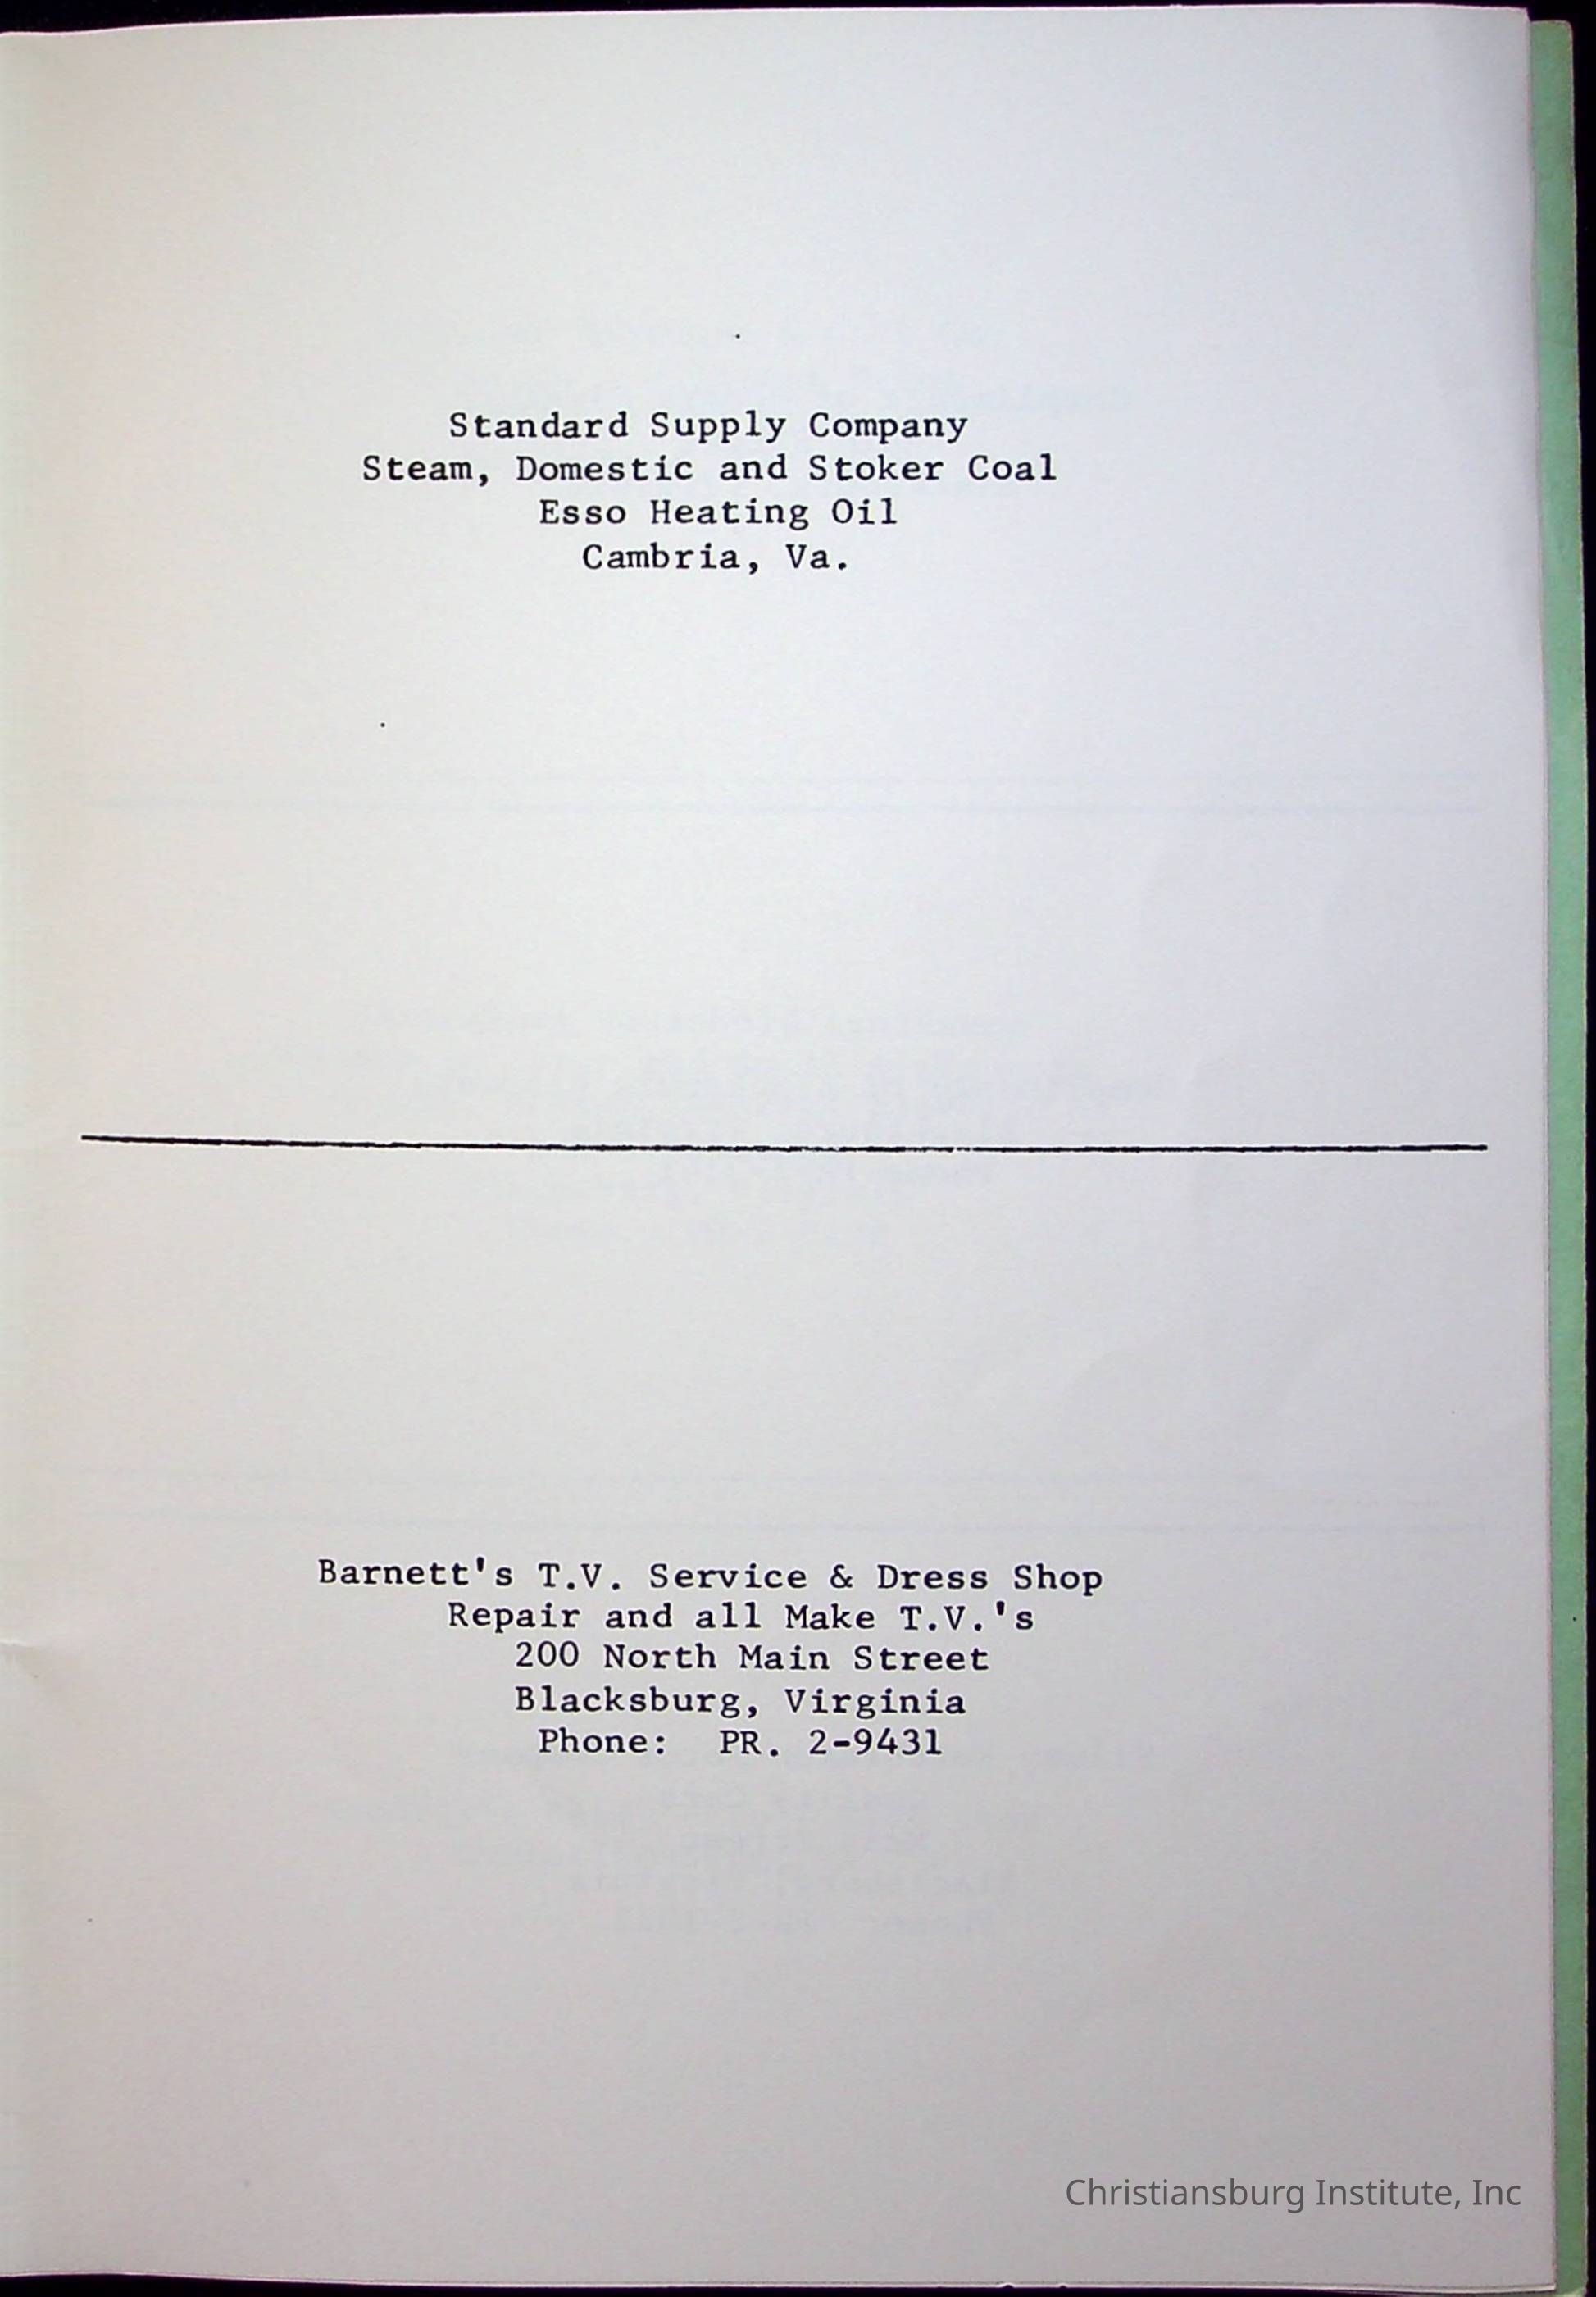 Standard Supply Company
Steam, Domestic and Stoker Coal
Esso Heating Oil
Cambria, Va.
Barnett's T.V. Service & Dress Shop
Repair and all Make T.V.'s
200 North Main Street
Blacksburg, Virginia
Phone: PR. 2-9431
Christiansburg Institute, Inc